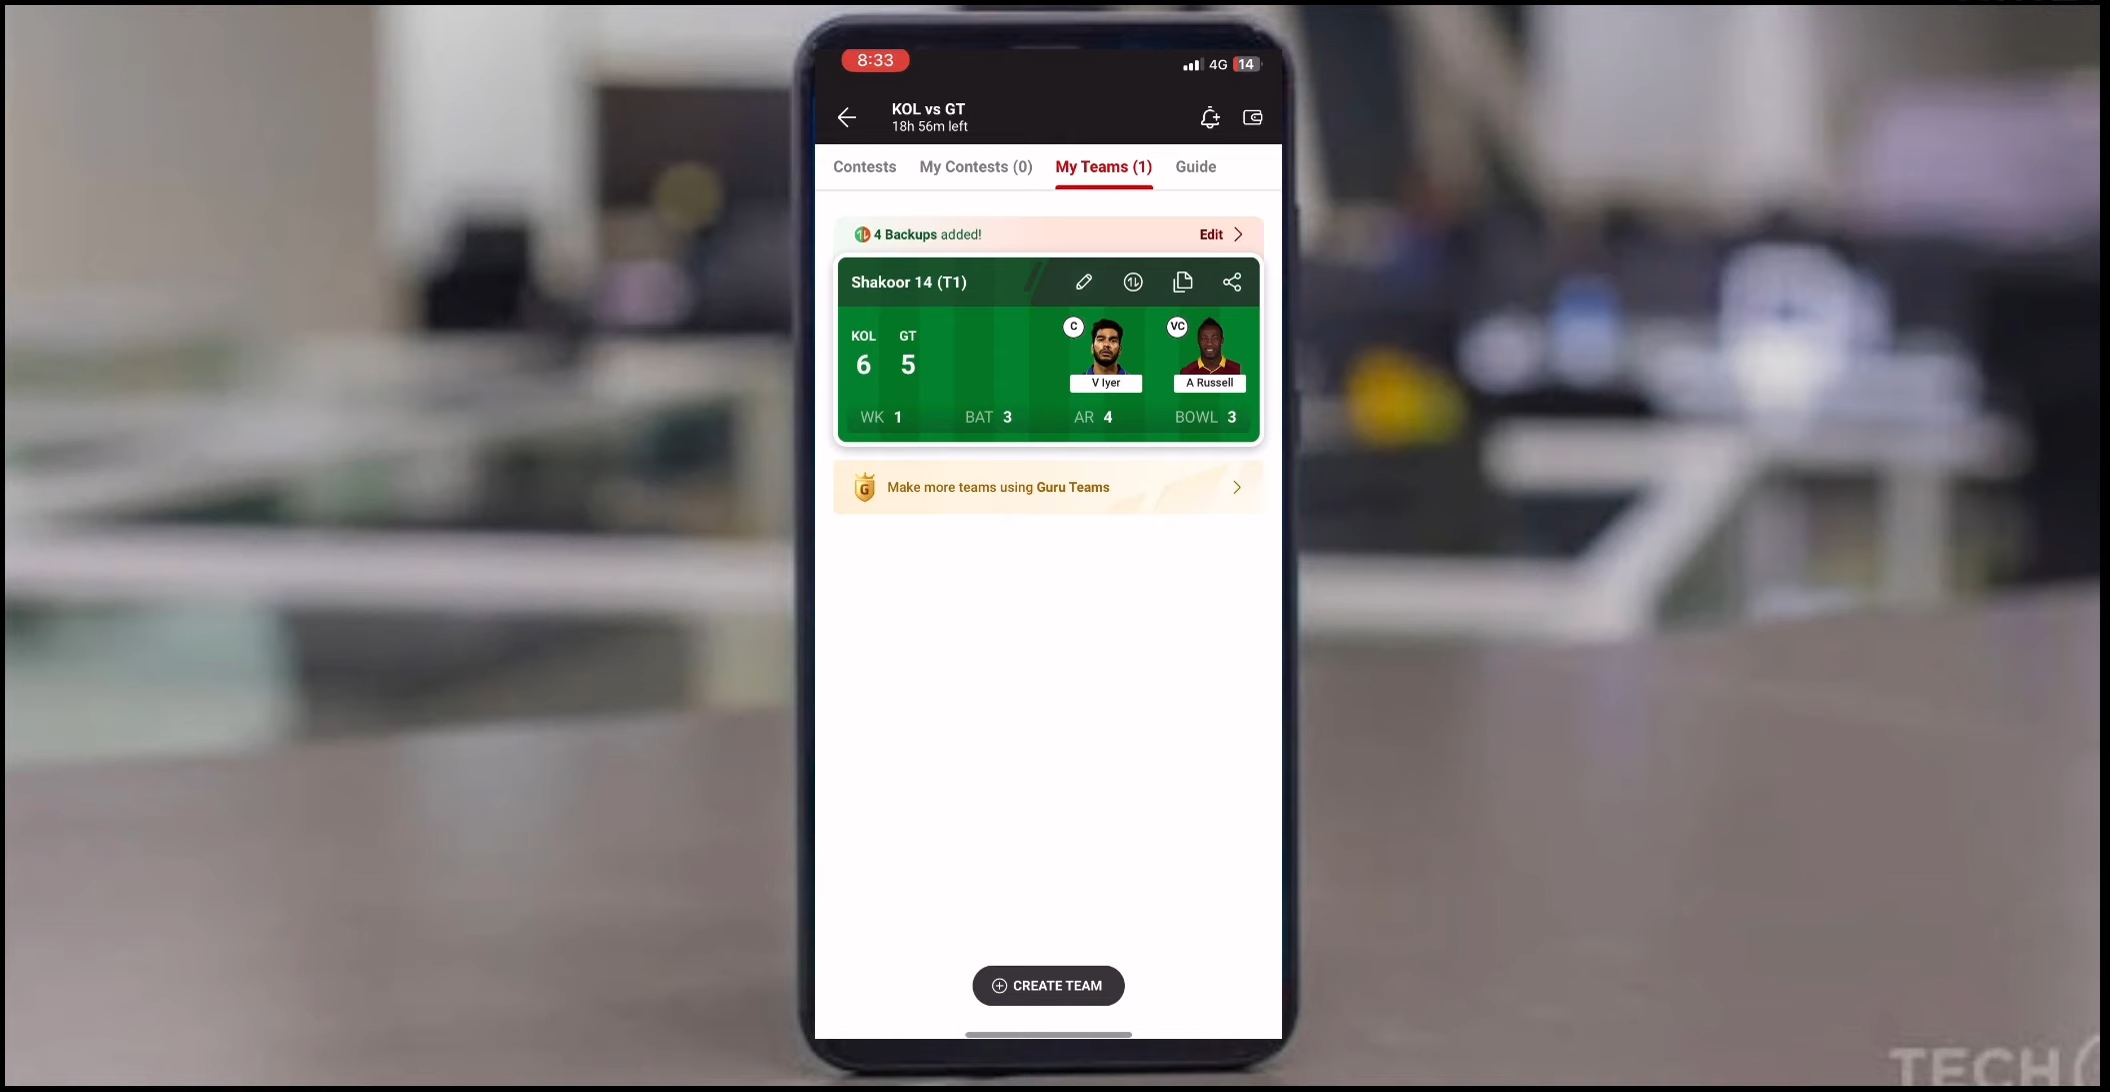 8:33
4G 14
KOL vs GT
18h 56m left
Contests My Contests (0) My Teams (1) Guide
4 Backups added! Edit
Shakoor 14 (T1)
KOL GT
6 5
C VC
V Iyer A Russell
WK 1 BAT 3 AR 4 BOWL 3
G Make more teams using Guru Teams
CREATE TEAM
TECH